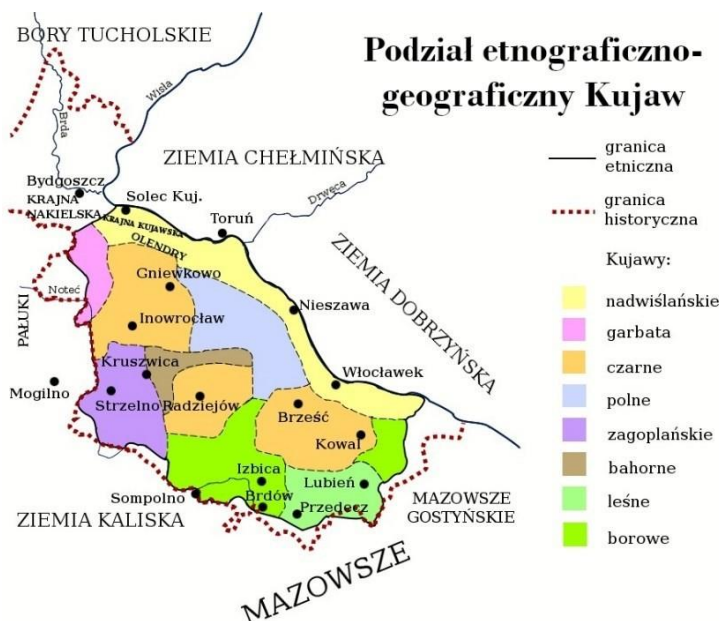 Podział etnograficzno-
geograficzny Kujaw
BORY TUCHOLSKIE
Wisła
Brda
ZIEMIA CHEŁMIŃSKA
Drwęca
Bydgoszcz
KRAJNA
NAKIELSKA
Solec Kuj.
KRAJNA KUJAWSKA
OLENDRY
Toruń
ZIEMIA DOBRZYŃSKA
Gniewkowo
Noteć
PAŁUKI
Nieszawa
Inowrocław
Kruszwica
Włocławek
Mogilno
Strzelno
Radziejów
Brześć
Kowal
Izbica
Lubień
Sompolno
Brdów
Przedecz
ZIEMIA KALISKA
MAZOWSZE
GOSTYŃSKIE
MAZOWSZE
granica
etniczna
granica
historyczna
Kujawy:
nadwiślańskie
garbata
czarne
polne
zagoplańskie
bahorne
leśne
borowe